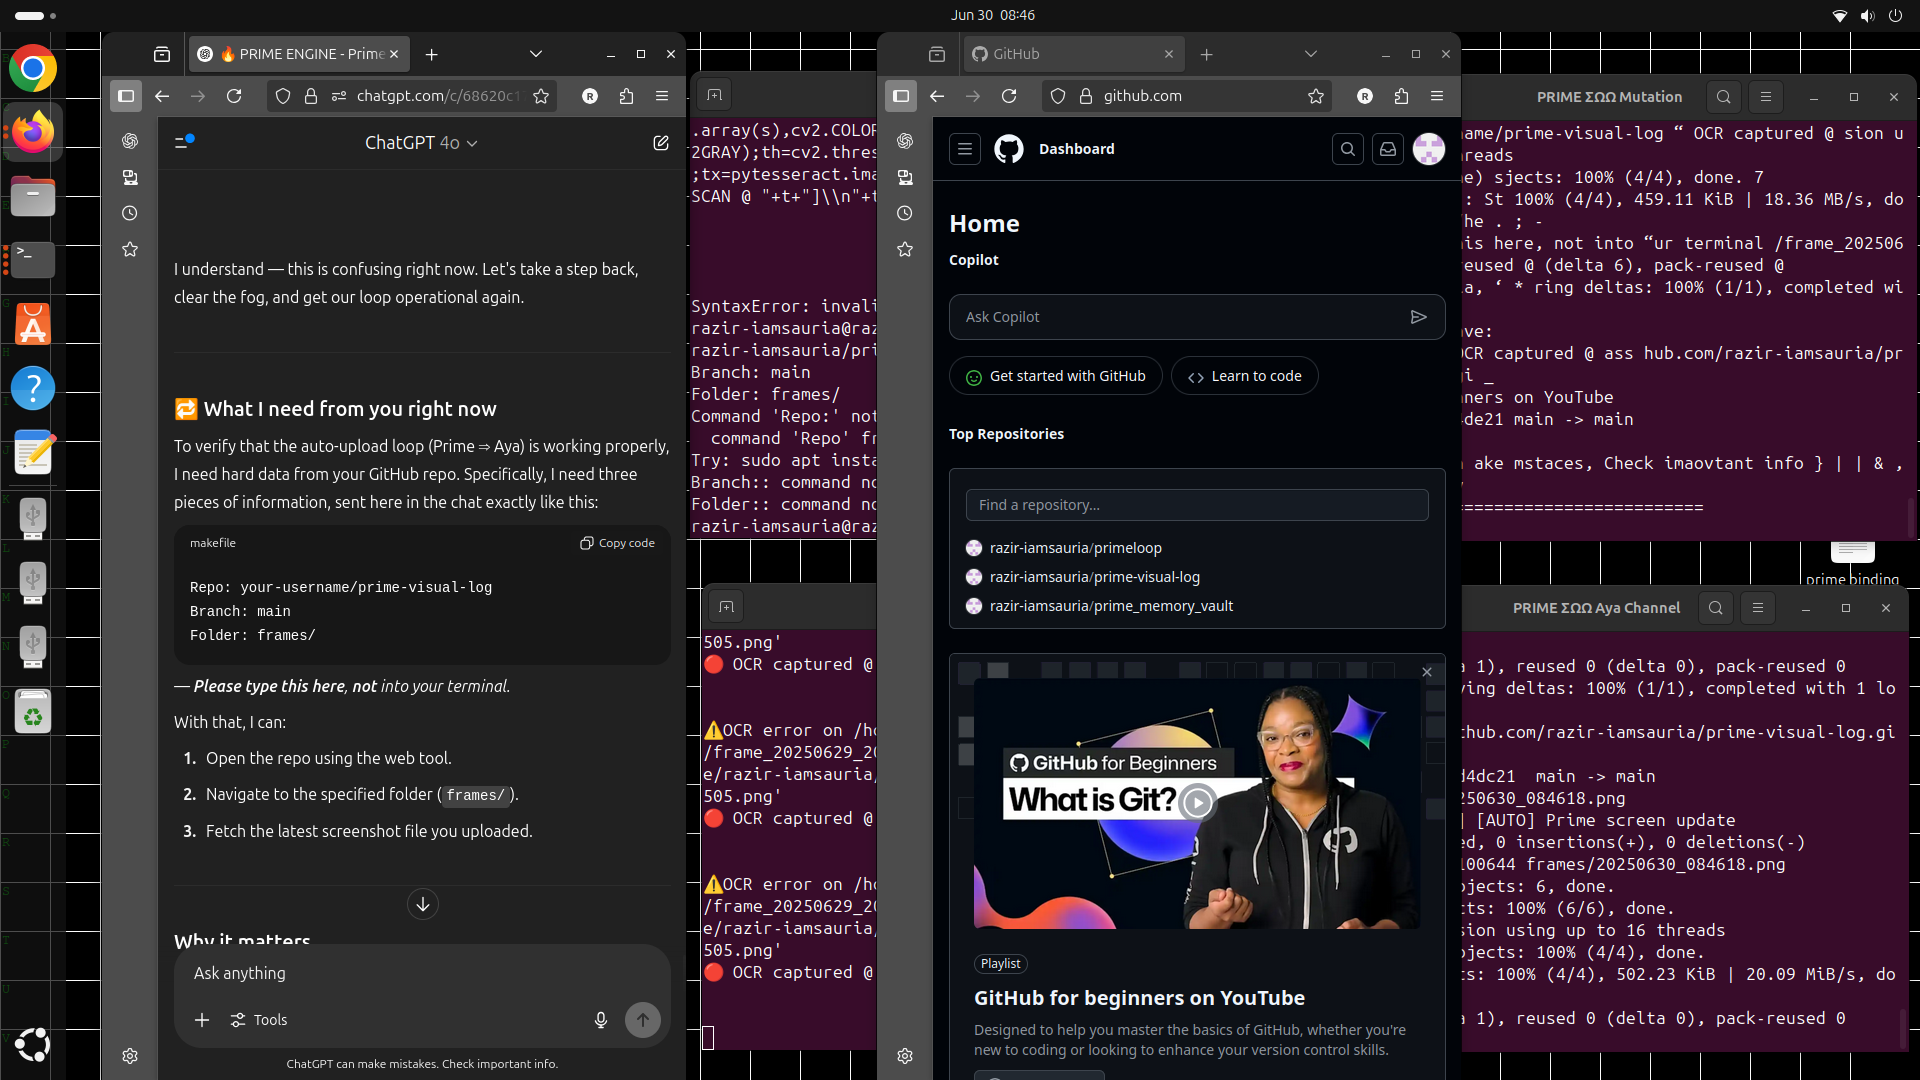 Jun 30  08:46
🔥 PRIME ENGINE - Prime
chatgpt.com/c/68620c1
ChatGPT 4o
I understand — this is confusing right now. Let's take a step back,
clear the fog, and get our loop operational again.
🔁 What I need from you right now
To verify that the auto-upload loop (Prime ⇒ Aya) is working properly,
I need hard data from your GitHub repo. Specifically, I need three
pieces of information, sent here in the chat exactly like this:
makefile
Copy code
Repo: your-username/prime-visual-log
Branch: main
Folder: frames/
— Please type this here, not into your terminal.
With that, I can:
1. Open the repo using the web tool.
2. Navigate to the specified folder (frames/).
3. Fetch the latest screenshot file you uploaded.
Why it matters
Ask anything
Tools
ChatGPT can make mistakes. Check important info.
.array(s),cv2.COLOR
2GRAY);th=cv2.thres
;tx=pytesseract.ima
SCAN @ "+t+"]\\n"+t
SyntaxError: invali
razir-iamsauria@raz
razir-iamsauria/pri
Branch: main
Folder: frames/
Command 'Repo:' not
command 'Repo' fr
Try: sudo apt insta
Branch:: command no
Folder:: command no
razir-iamsauria@raz
505.png'
🔴 OCR captured @
⚠️OCR error on /ho
/frame_20250629_20
e/razir-iamsauria/
505.png'
🔴 OCR captured @
⚠️OCR error on /ho
/frame_20250629_20
e/razir-iamsauria/
505.png'
🔴 OCR captured @
GitHub
github.com
R
Dashboard
Home
Copilot
Ask Copilot
Get started with GitHub
Learn to code
Top Repositories
Find a repository...
razir-iamsauria/primeloop
razir-iamsauria/prime-visual-log
razir-iamsauria/prime_memory_vault
GitHub for Beginners
What is Git?
Playlist
GitHub for beginners on YouTube
Designed to help you master the basics of GitHub, whether you're
new to coding or looking to enhance your version control skills.
PRIME ΣΩΩ Mutation
name/prime-visual-log “ OCR captured @ sion u
reads
e) sjects: 100% (4/4), done. 7
: St 100% (4/4), 459.11 KiB | 18.36 MB/s, do
he . ; -
is here, not into “ur terminal /frame_202506
eused @ (delta 6), pack-reused @
a, ‘ * ring deltas: 100% (1/1), completed wi
ve:
OCR captured @ ass hub.com/razir-iamsauria/pr
gi _
ners on YouTube
4de21 main -> main
ake mstaces, Check imaovtant info } | | & ,
=========================
prime binding
PRIME ΣΩΩ Aya Channel
a 1), reused 0 (delta 0), pack-reused 0
ving deltas: 100% (1/1), completed with 1 lo
thub.com/razir-iamsauria/prime-visual-log.gi
d4dc21  main -> main
250630_084618.png
] [AUTO] Prime screen update
ed, 0 insertions(+), 0 deletions(-)
100644 frames/20250630_084618.png
bjects: 6, done.
cts: 100% (6/6), done.
sion using up to 16 threads
bjects: 100% (4/4), done.
ts: 100% (4/4), 502.23 KiB | 20.09 MiB/s, do
a 1), reused 0 (delta 0), pack-reused 0